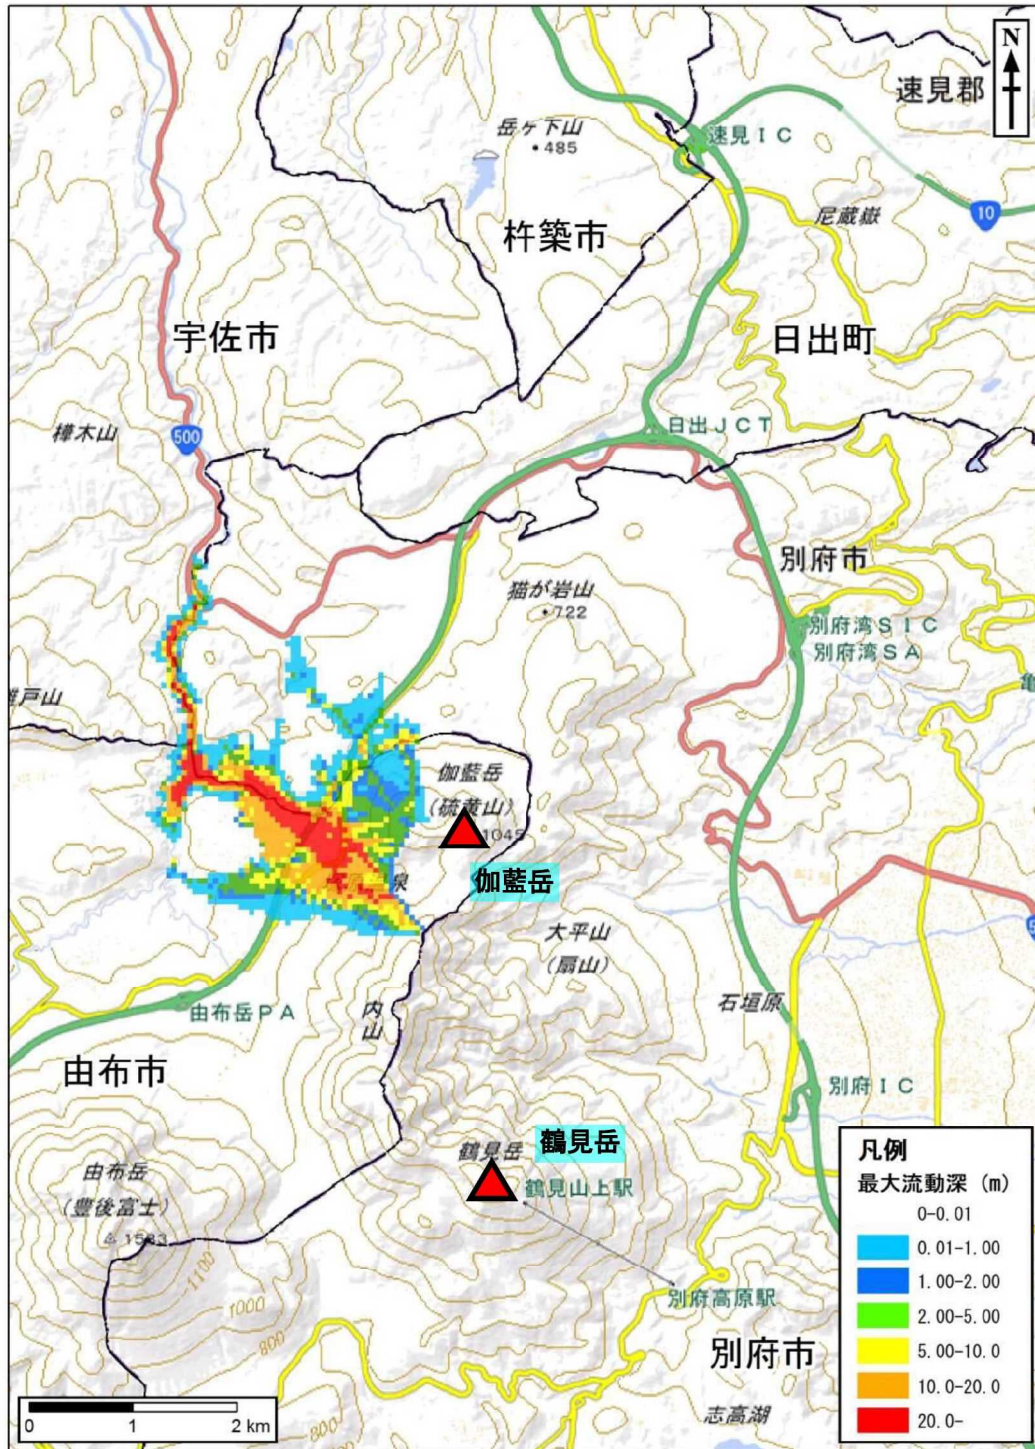 N
速見郡
岳ヶ下山
・485
速見IC
尼蔵嶽
10
杵築市
宇佐市
日出町
樺木山
500
日出JCT
別府市
猫が岩山
・722
別府湾SIC
別府湾SA
亀
戸山
伽藍岳
(硫黄山)
1045
伽藍岳
泉
大平山
(扇山)
石垣原
由布岳PA
内山
由布市
別府IC
鶴見岳
鶴見岳
鶴見山上駅
由布岳
(豊後富士)
1583
1100
1000
800
別府高原駅
別府市
志高湖
800
0 1 2 km
凡例
最大流動深 (m)
0-0.01
0.01-1.00
1.00-2.00
2.00-5.00
5.00-10.0
10.0-20.0
20.0-